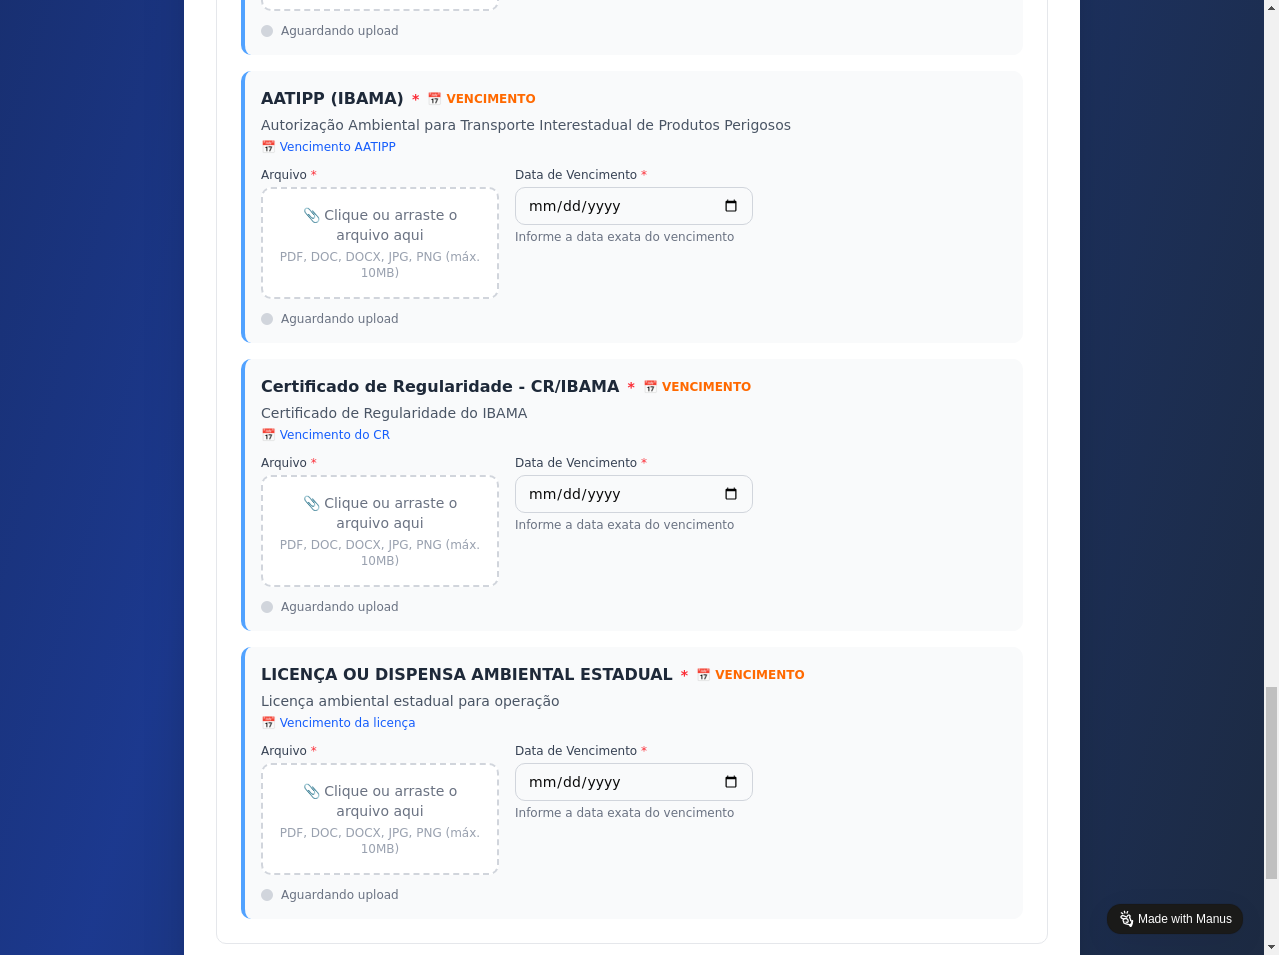 Aguardando upload
AATIPP (IBAMA) * 📅 VENCIMENTO
Autorização Ambiental para Transporte Interestadual de Produtos Perigosos
📅 Vencimento AATIPP
Arquivo *
📎 Clique ou arraste o
arquivo aqui
PDF, DOC, DOCX, JPG, PNG (máx.
10MB)
Data de Vencimento *
mm/dd/yyyy
Informe a data exata do vencimento
Aguardando upload
Certificado de Regularidade - CR/IBAMA * 📅 VENCIMENTO
Certificado de Regularidade do IBAMA
📅 Vencimento do CR
Arquivo *
📎 Clique ou arraste o
arquivo aqui
PDF, DOC, DOCX, JPG, PNG (máx.
10MB)
Data de Vencimento *
mm/dd/yyyy
Informe a data exata do vencimento
Aguardando upload
LICENÇA OU DISPENSA AMBIENTAL ESTADUAL * 📅 VENCIMENTO
Licença ambiental estadual para operação
📅 Vencimento da licença
Arquivo *
📎 Clique ou arraste o
arquivo aqui
PDF, DOC, DOCX, JPG, PNG (máx.
10MB)
Data de Vencimento *
mm/dd/yyyy
Informe a data exata do vencimento
Aguardando upload
Made with Manus